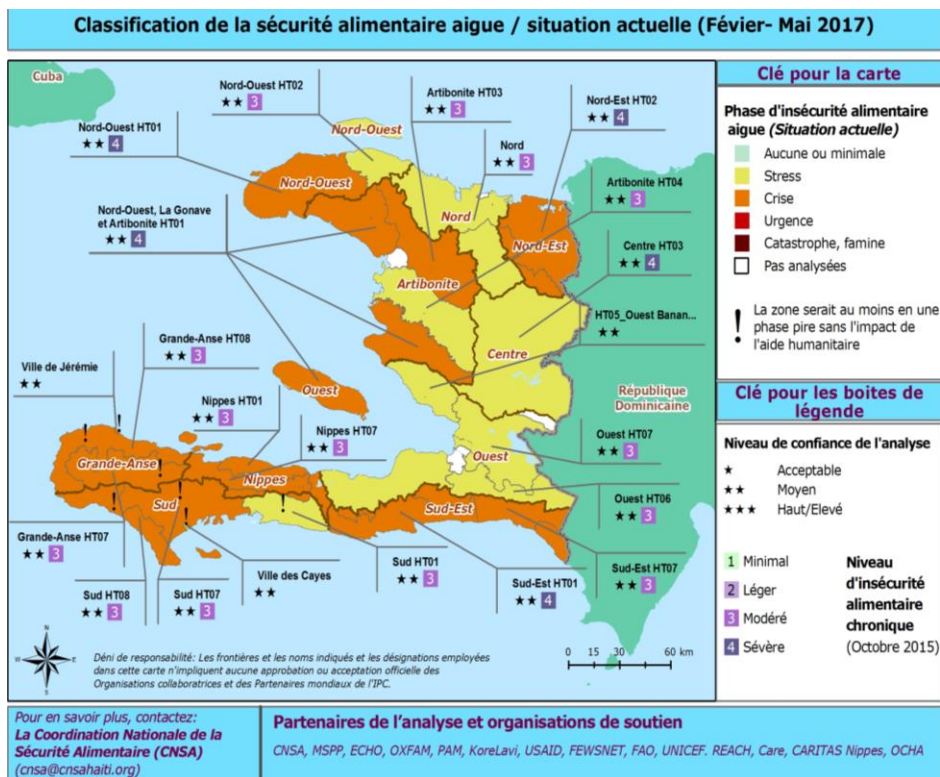 Classification de la sécurité alimentaire aigue / situation actuelle (Févier- Mai 2017)
Cuba
Nord-Ouest HT02
★★ 3
Artibonite HT03
★★ 3
Nord-Est HT02
★★ 4
Nord-Ouest HT01
★★ 4
Nord
★★ 3
Artibonite HT04
★★ 3
Nord-Ouest, La Gonave
et Artibonite HT01
★★ 4
Centre HT03
★★ 4
HT05_Ouest Banan...
★★
Grande-Anse HT08
★★ 3
Ville de Jérémie
★★
Nippes HT01
★★ 3
Nippes HT07
★★ 3
Ouest HT07
★★ 3
Ouest HT06
★★ 3
Grande-Anse HT07
★★ 3
Sud HT08
★★ 3
Sud HT07
★★ 3
Ville des Cayes
★★
Sud HT01
★★ 3
Sud-Est HT01
★★ 4
Sud-Est HT07
★★ 3
Nord-Ouest
Nord-Ouest
Nord
Nord-Est
Artibonite
Centre
Ouest
Ouest
Grande-Anse
Nippes
Sud
Sud-Est
! ! ! ! ! ! !
République
Dominicaine
N
W E
S
Déni de responsabilité: Les frontières et les noms indiqués et les désignations employées
dans cette carte n'impliquent aucune approbation ou acceptation officielle des
Organisations collaboratrices et des Partenaires mondiaux de l'IPC.
0 15 30 60 km
Clé pour la carte
Phase d'insécurité alimentaire
aigue (Situation actuelle)
Aucune ou minimale
Stress
Crise
Urgence
Catastrophe, famine
Pas analysées
! La zone serait au moins en une
phase pire sans l'impact de
l'aide humanitaire
Clé pour les boites de
légende
Niveau de confiance de l'analyse
★ Acceptable
★★ Moyen
★★★ Haut/Elevé
1 Minimal
2 Léger
3 Modéré
4 Sévère
Niveau
d'insécurité
alimentaire
chronique
(Octobre 2015)
Pour en savoir plus, contactez:
La Coordination Nationale de la
Sécurité Alimentaire (CNSA)
(cnsa@cnsahaiti.org)
Partenaires de l'analyse et organisations de soutien
CNSA, MSPP, ECHO, OXFAM, PAM, KoreLavi, USAID, FEWSNET, FAO, UNICEF. REACH, Care, CARITAS Nippes, OCHA